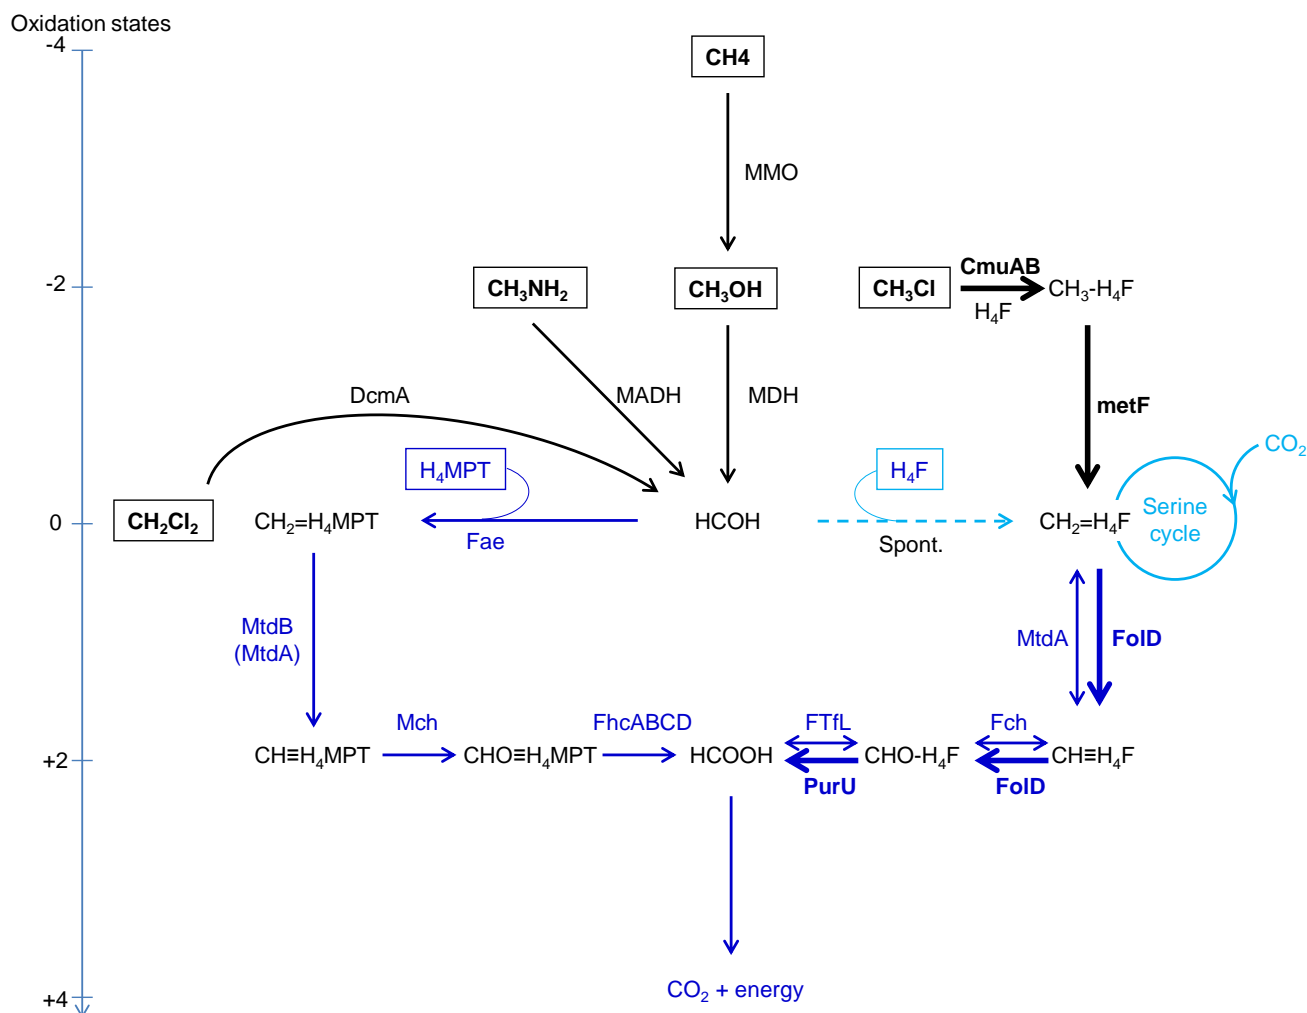 Oxidation states
-4
CH4
MMO
-2
CH₃NH₂
CH₃OH
CH₃Cl
CmuAB
H₄F
CH₃-H₄F
DcmA
MADH
MDH
metF
H₄MPT
H₄F
CO₂
0
CH₂Cl₂
CH₂=H₄MPT
Fae
HCOH
Spont.
CH₂=H₄F
Serine
cycle
MtdB
(MtdA)
MtdA
FolD
Mch
FhcABCD
FTfL
Fch
+2
CH≡H₄MPT
CHO≡H₄MPT
HCOOH
CHO-H₄F
CH≡H₄F
PurU
FolD
CO₂ + energy
+4